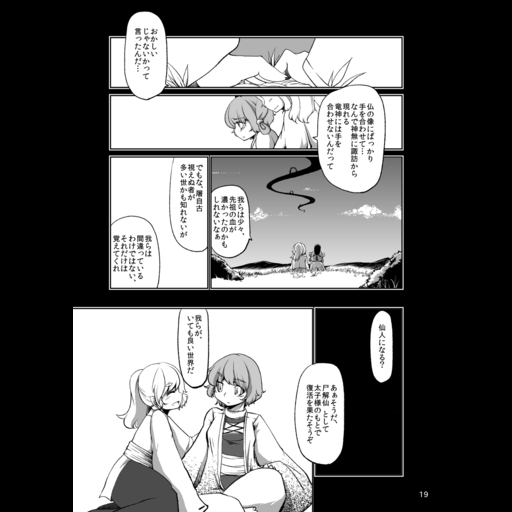 おかしい
じゃないかって
言ったんだ…
仏の像にばっかり
手を合わせて…
なんで神無に諏訪から
現れる
竜神には手を
合わせないんだって
我らは少々、
先祖の血が
濃かったのかも
しれないなぁ
でもな、屠自古
視えぬ者が
多い世かも知れないが
我らは
間違っている
わけではない、
それだけは
覚えてくれ
仙人になる？
ああそうだ、
尸解仙として
太子様のもとで
復活を果たそうぞ
我らが、
いても良い世界だ
19